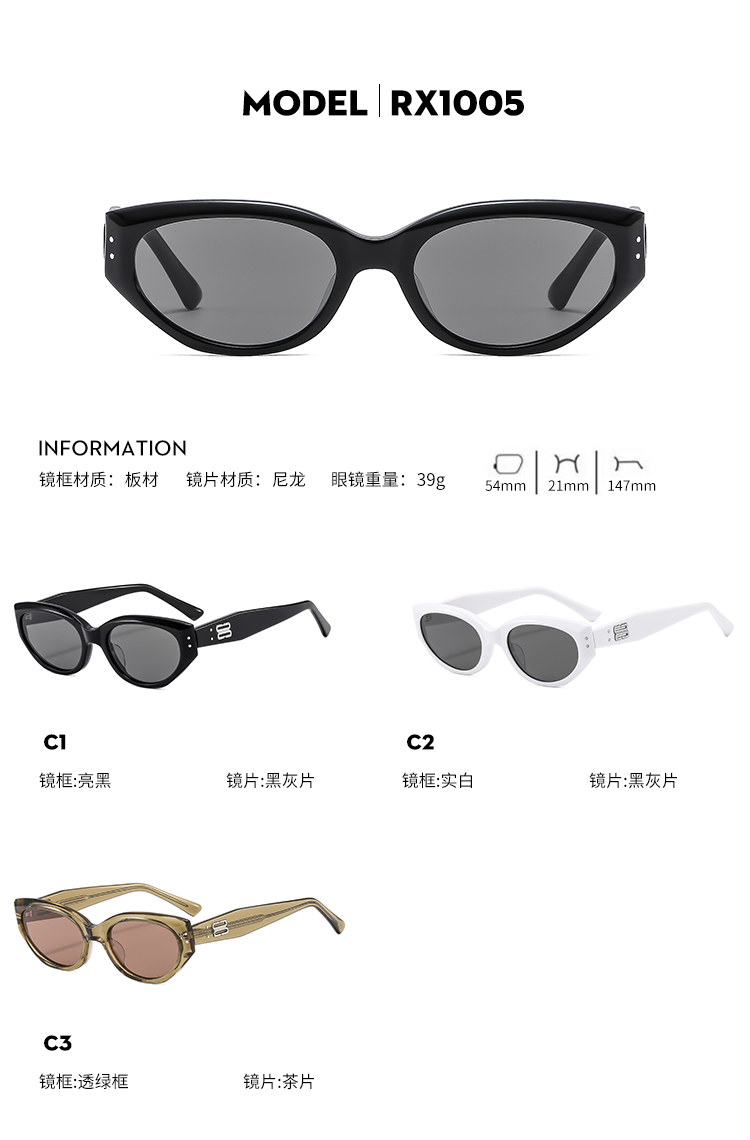 MODEL RX1005
INFORMATION
镜框材质：板材 镜片材质：尼龙 眼镜重量：39g
54mm 21mm 147mm
C1
镜框:亮黑 镜片:黑灰片
C2
镜框:实白 镜片:黑灰片
C3
镜框:透绿框 镜片:茶片